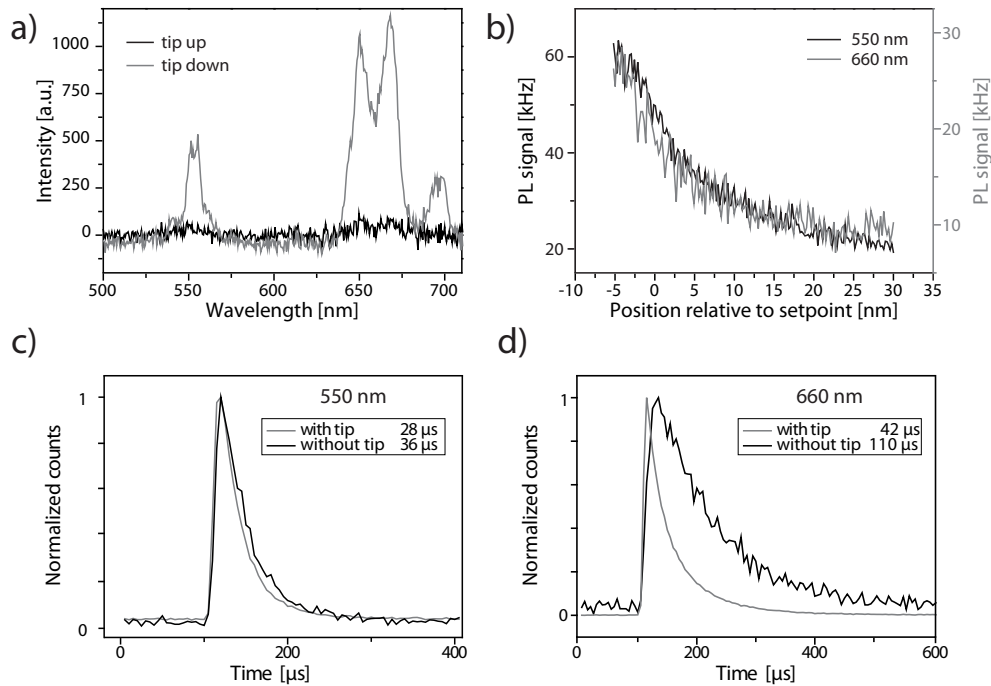 a)
Intensity [a.u.]
1000
750
500
250
0
tip up
tip down
500 550 600 650 700
Wavelength [nm]
b)
PL signal [kHz]
60
40
20
550 nm
660 nm
30
20
10
PL signal [kHz]
-10 -5 0 5 10 15 20 25 30 35
Position relative to setpoint [nm]
c)
Normalized counts
1
0
550 nm
with tip 28 µs
without tip 36 µs
0 200 400
Time [µs]
d)
Normalized counts
1
0
660 nm
with tip 42 µs
without tip 110 µs
0 200 400 600
Time [µs]